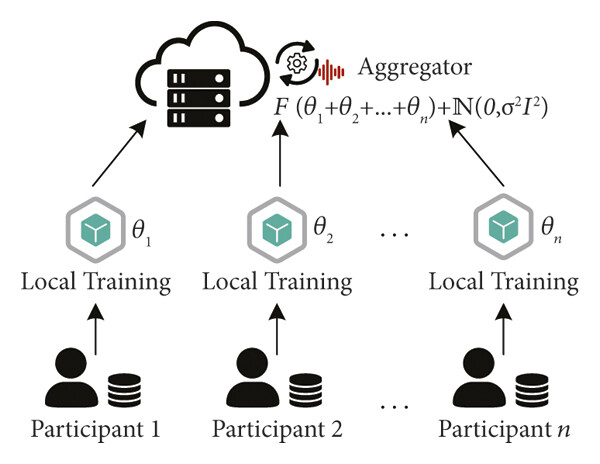 Aggregator
F (θ₁+θ₂+...+θₙ)+ℕ(0,σ²I²)
θ₁ θ₂ ... θₙ
Local Training Local Training Local Training
Participant 1 Participant 2 ... Participant n